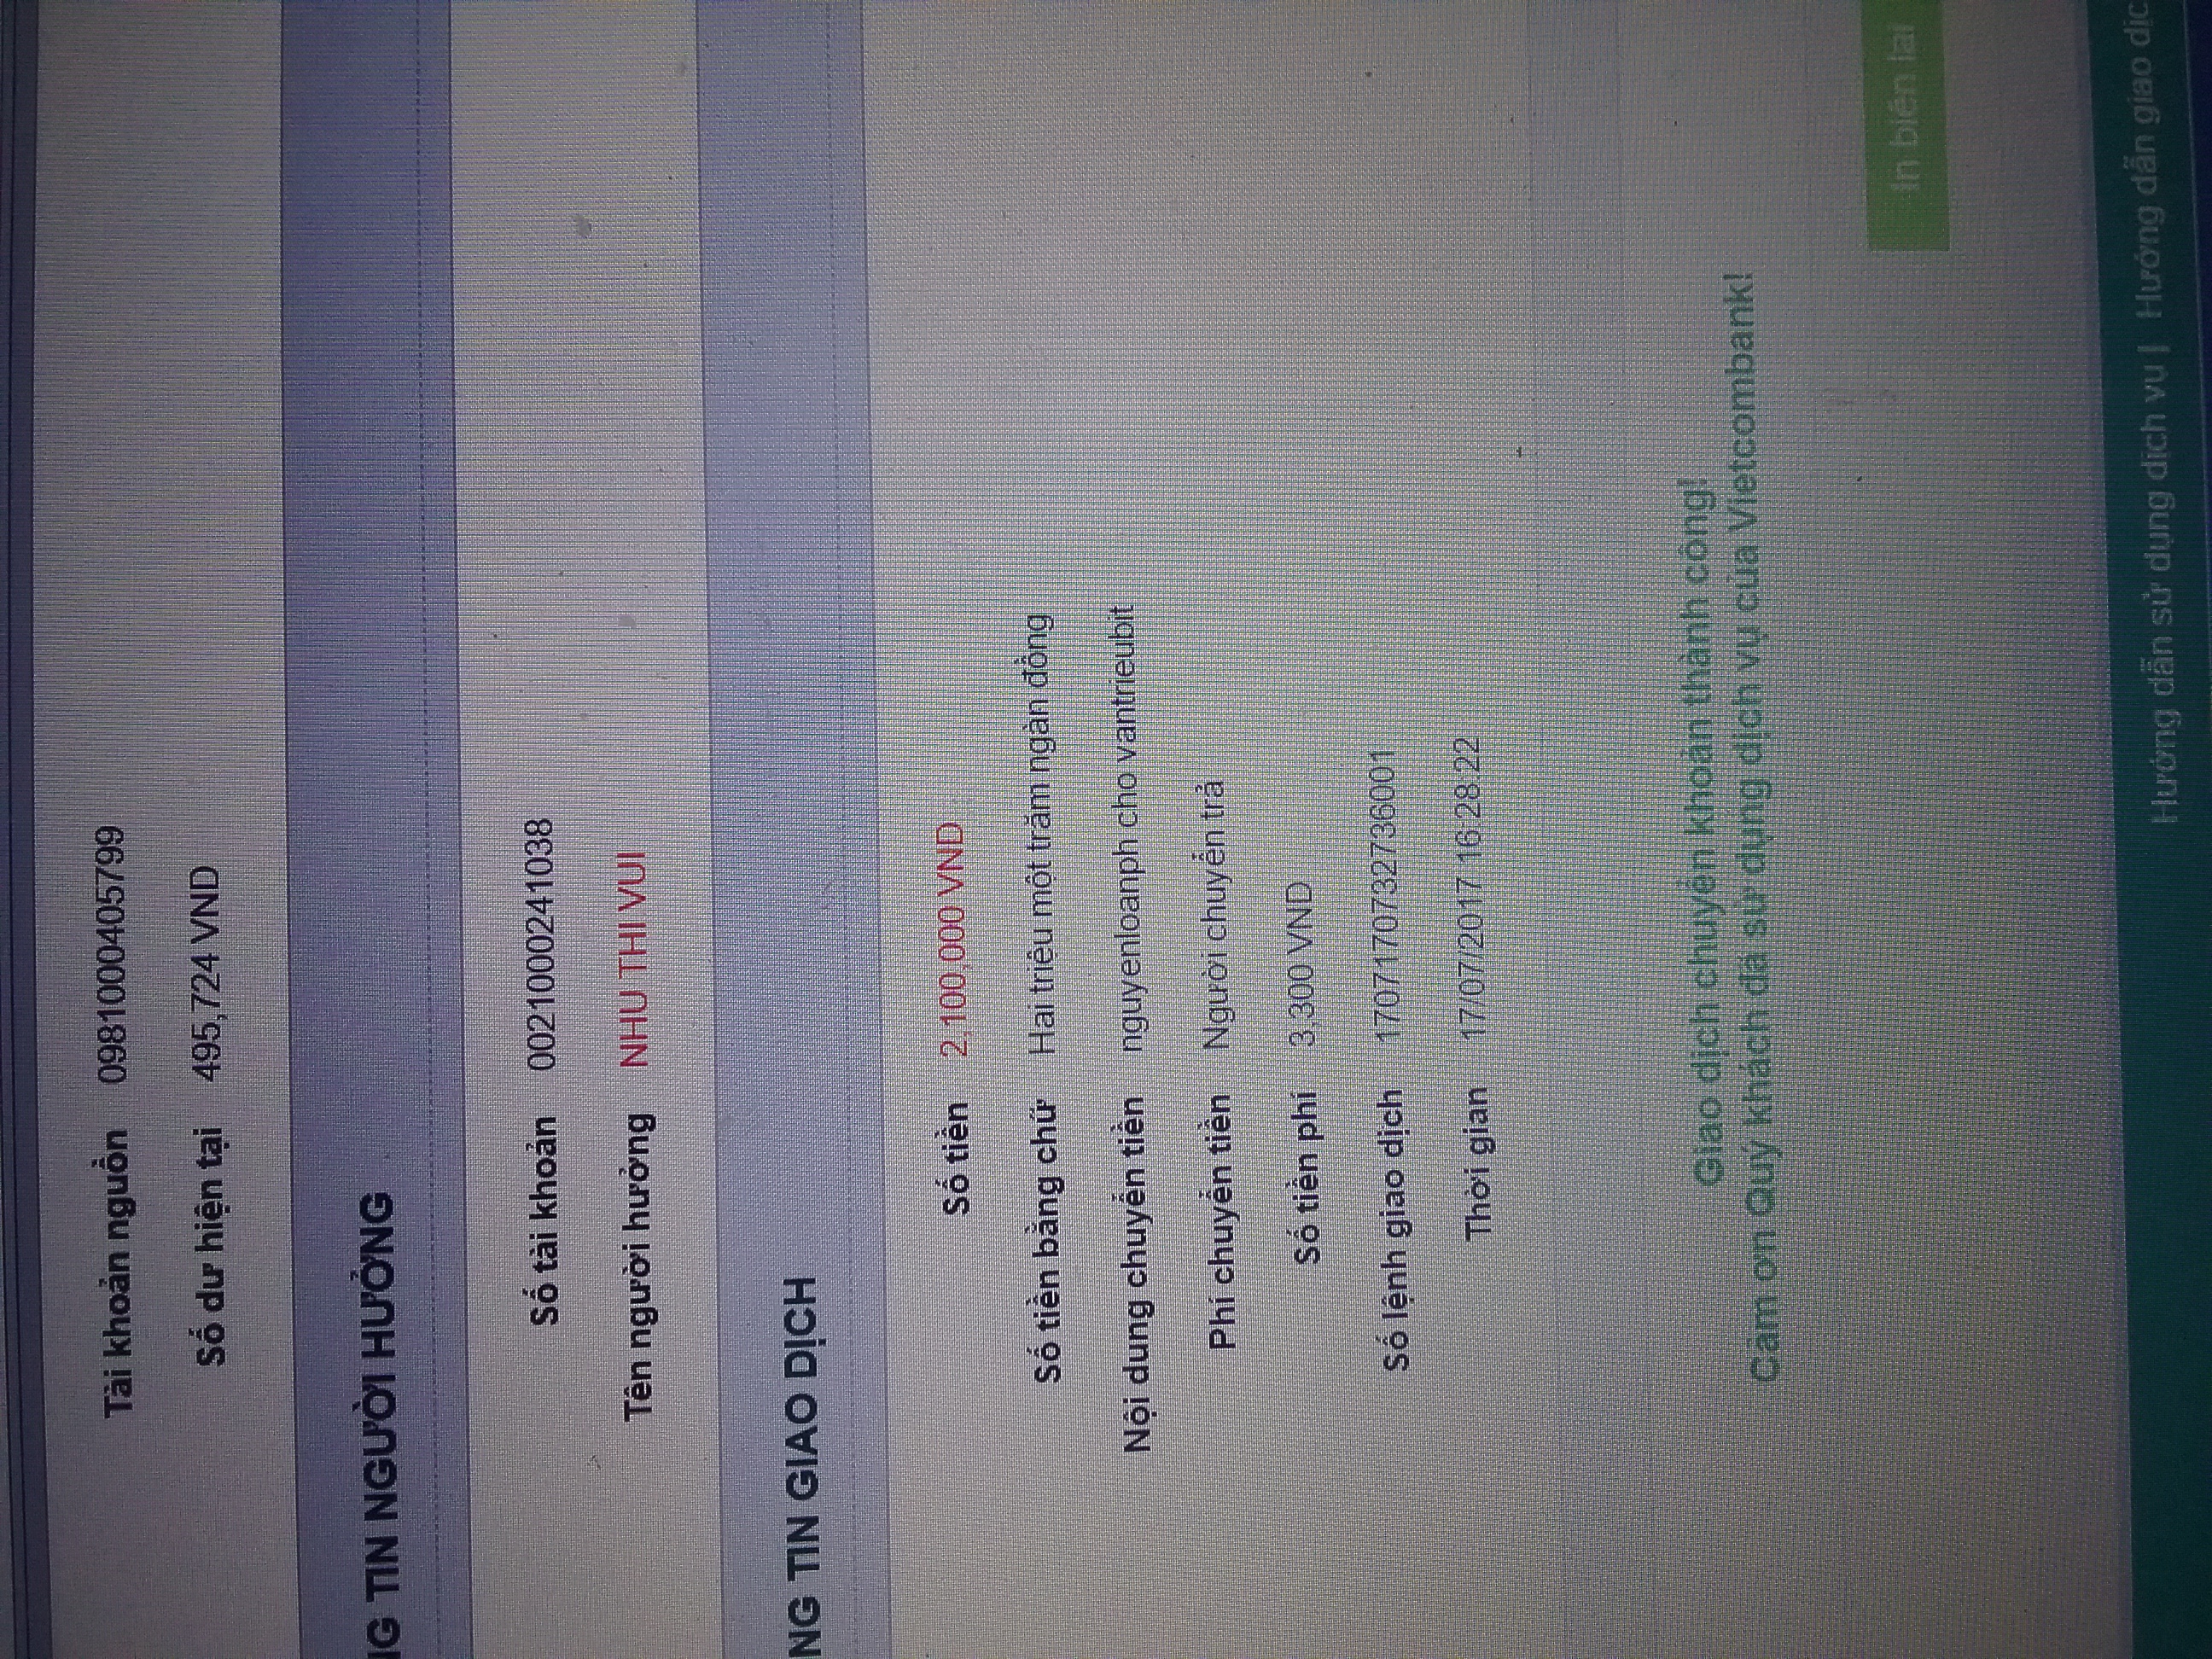 Tài khoản nguồn 0981000405799
Số dư hiện tại 495,724 VND
NG TIN NGƯỜI HƯỞNG
Số tài khoản 0021000241038
Tên người hưởng NHU THI VUI
NG TIN GIAO DỊCH
Số tiền 2,100,000 VND
Số tiền bằng chữ Hai triệu một trăm ngàn đồng
Nội dung chuyển tiền nguyenloanph cho vantrieubit
Phí chuyển tiền Người chuyển trả
Số tiền phí 3,300 VND
Số lệnh giao dịch 1707170732736001
Thời gian 17/07/2017 16:28:22
Giao dịch chuyển khoản thành công!
Cảm ơn Quý khách đã sử dụng dịch vụ của Vietcombank!
In biên lai
Hướng dẫn sử dụng dịch vụ | Hướng dẫn giao dịc